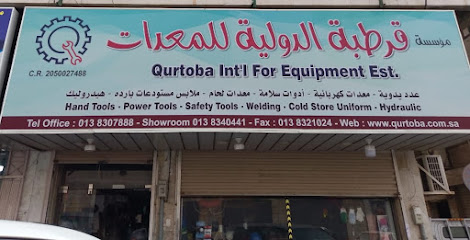 مؤسسة قرطبة الدولية للمعدات
Qurtoba Int'l For Equipment Est.
C.R. 2050027488
عدد يدوية - معدات كهربائية - أدوات سلامة - معدات لحام - ملابس مستودعات بارده - هيدروليك
Hand Tools - Power Tools - Safety Tools - Welding - Cold Store Uniform - Hydraulic
Tel Office : 013 8307888 - Showroom 013 8340441 - Fax : 013 8321024 - Web : www.qurtoba.com.sa